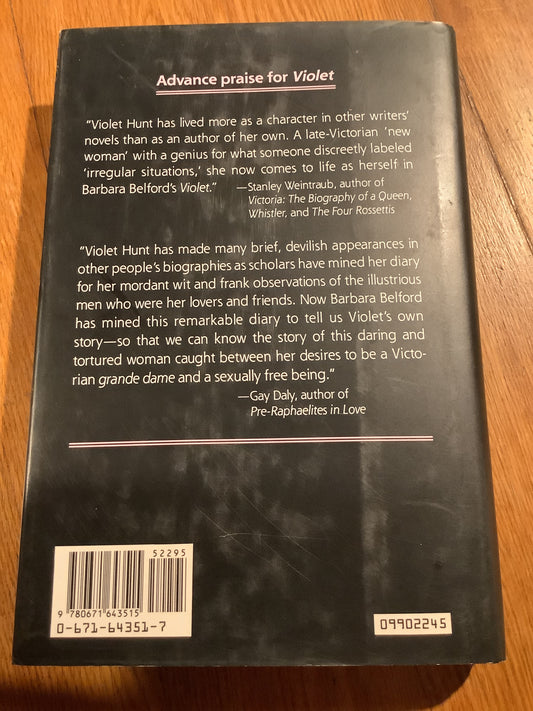 Advance praise for Violet
"Violet Hunt has lived more as a character in other writers'
novels than as an author of her own. A late-Victorian 'new
woman' with a genius for what someone discreetly labeled
'irregular situations,' she now comes to life as herself in
Barbara Belford's Violet." —Stanley Weintraub, author of
Victoria: The Biography of a Queen,
Whistler, and The Four Rossettis
"Violet Hunt has made many brief, devilish appearances in
other people's biographies as scholars have mined her diary
for her mordant wit and frank observations of the illustrious
men who were her lovers and friends. Now Barbara Belford
has mined this remarkable diary to tell us Violet's own
story—so that we can know the story of this daring and
tortured woman caught between her desires to be a Victo-
rian grande dame and a sexually free being."
—Gay Daly, author of
Pre-Raphaelites in Love
52295
9 780671 643515
0-671-64351-7
09902245